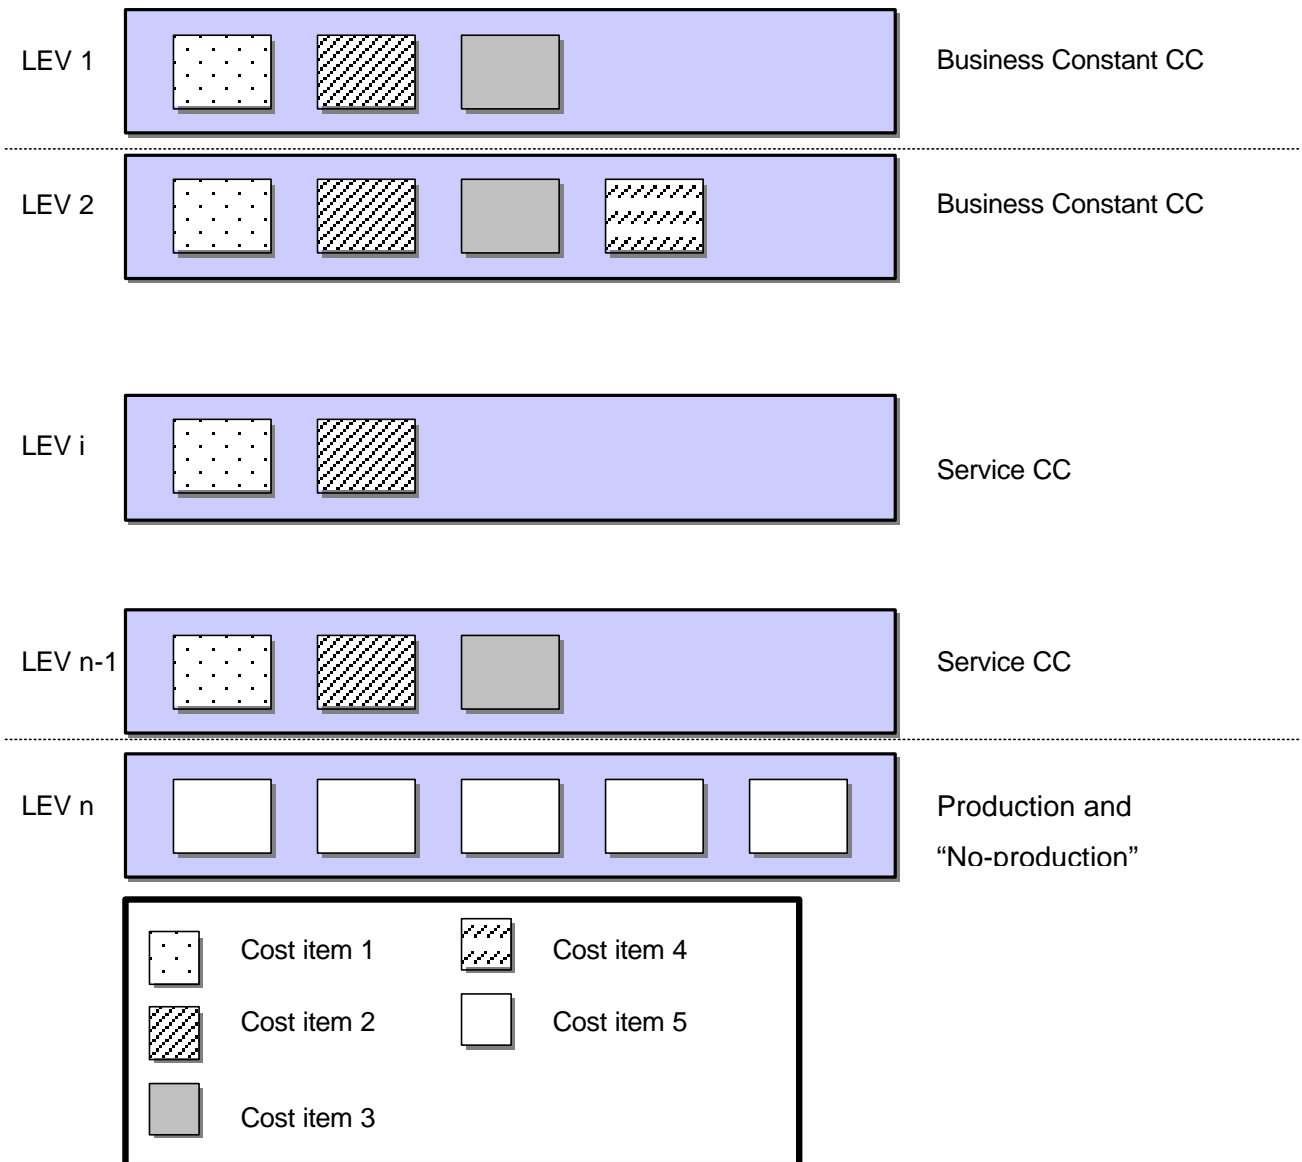 LEV 1
Business Constant CC
LEV 2
Business Constant CC
LEV i
Service CC
LEV n-1
Service CC
LEV n
Production and
“No-production”
Cost item 1
Cost item 4
Cost item 2
Cost item 5
Cost item 3